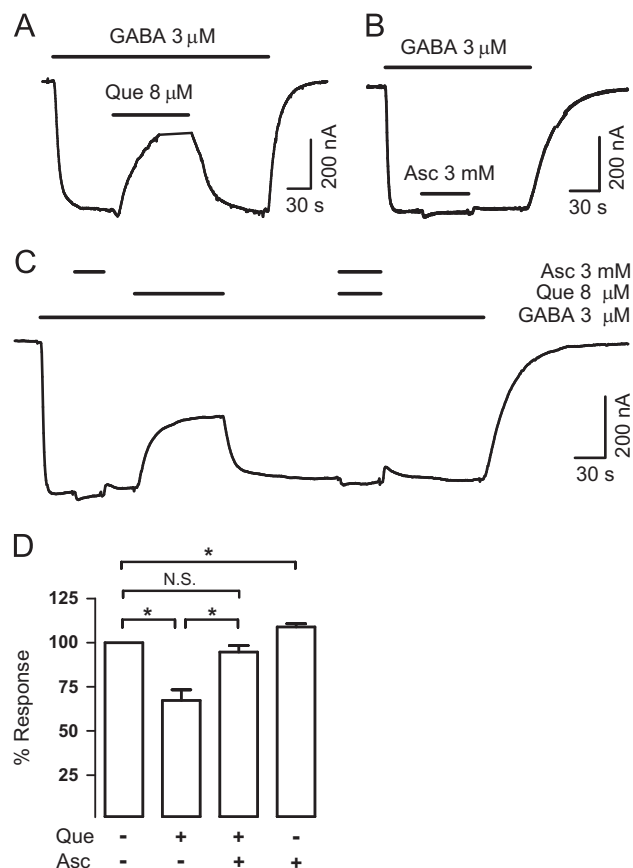 A
GABA 3 μM
Que 8 μM
200 nA
30 s
B
GABA 3 μM
Asc 3 mM
200 nA
30 s
C
Asc 3 mM
Que 8 μM
GABA 3 μM
200 nA
30 s
D
*
N.S.
* *
% Response
125
100
75
50
25
Que - + + -
Asc - - + +